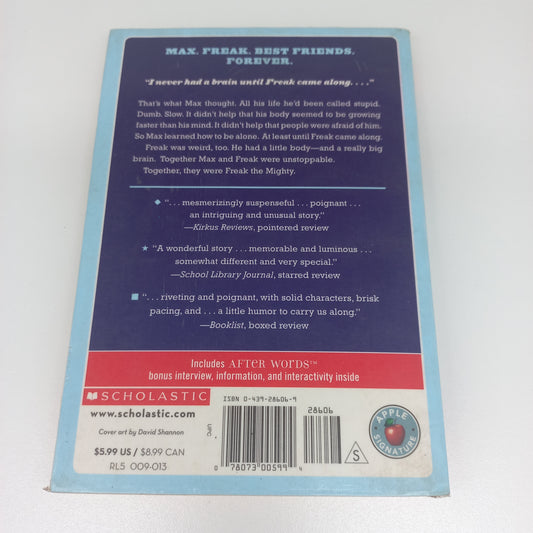 MAX. FREAK. BEST FRIENDS.
FOREVER.
"I never had a brain until Freak came along. . . ."
That's what Max thought. All his life he'd been called stupid.
Dumb. Slow. It didn't help that his body seemed to be growing
faster than his mind. It didn't help that people were afraid of him.
So Max learned how to be alone. At least until Freak came along.
Freak was weird, too. He had a little body—and a really big
brain. Together Max and Freak were unstoppable.
Together, they were Freak the Mighty.
◆ ". . . mesmerizingly suspenseful . . . poignant . . .
an intriguing and unusual story."
—Kirkus Reviews, pointered review
★ "A wonderful story . . . memorable and luminous . . .
somewhat different and very special."
—School Library Journal, starred review
■ ". . . riveting and poignant, with solid characters, brisk
pacing, and . . . a little humor to carry us along."
—Booklist, boxed review
Includes AFTER WORDS™
bonus interview, information, and interactivity inside
SCHOLASTIC
www.scholastic.com
Cover art by David Shannon
$5.99 US / $8.99 CAN
RL5 009-013
ISBN 0-439-28606-9
28606
UPC
0 78073 00599 4
S
APPLE
SIGNATURE